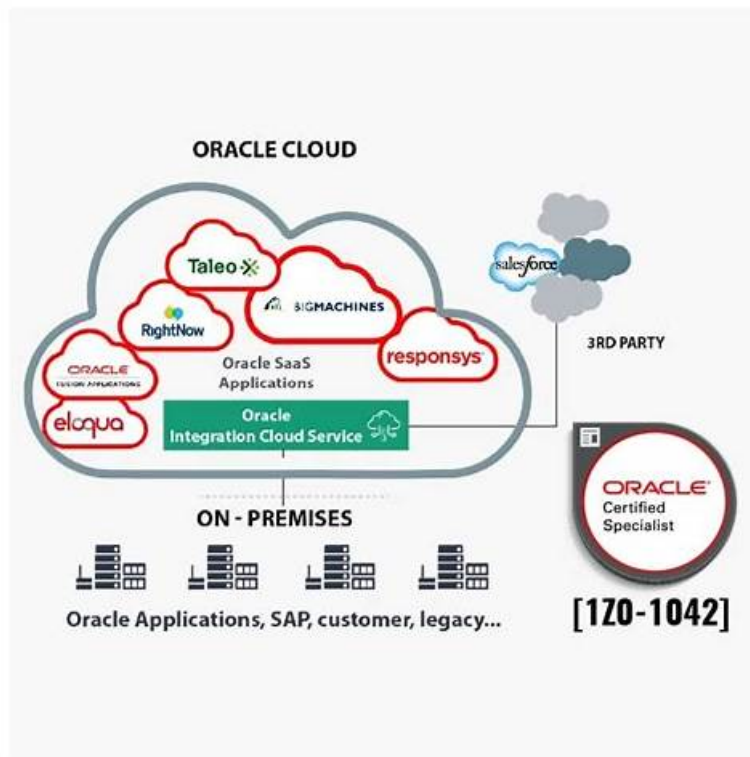 ORACLE CLOUD
Taleo
BIGMACHINES
RightNow
responsys
ORACLE
FUSION APPLICATIONS
eloqua
Oracle SaaS
Applications
Oracle
Integration Cloud Service
salesforce
3RD PARTY
ON - PREMISES
Oracle Applications, SAP, customer, legacy...
ORACLE
Certified
Specialist
[1Z0-1042]